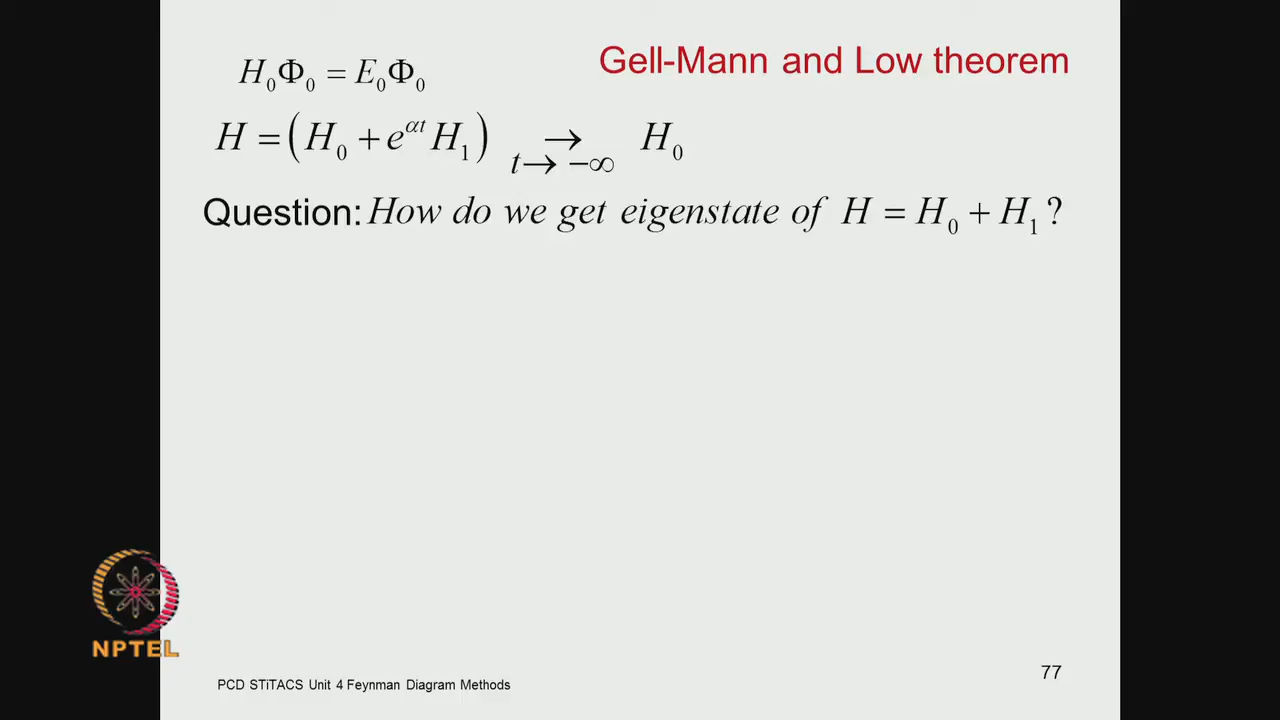 Gell-Mann and Low theorem
H₀Φ₀ = E₀Φ₀
H = (H₀ + e^{αt} H₁) → H₀
t → −∞
Question: How do we get eigenstate of H = H₀ + H₁ ?
NPTEL
77
PCD STiTACS Unit 4 Feynman Diagram Methods